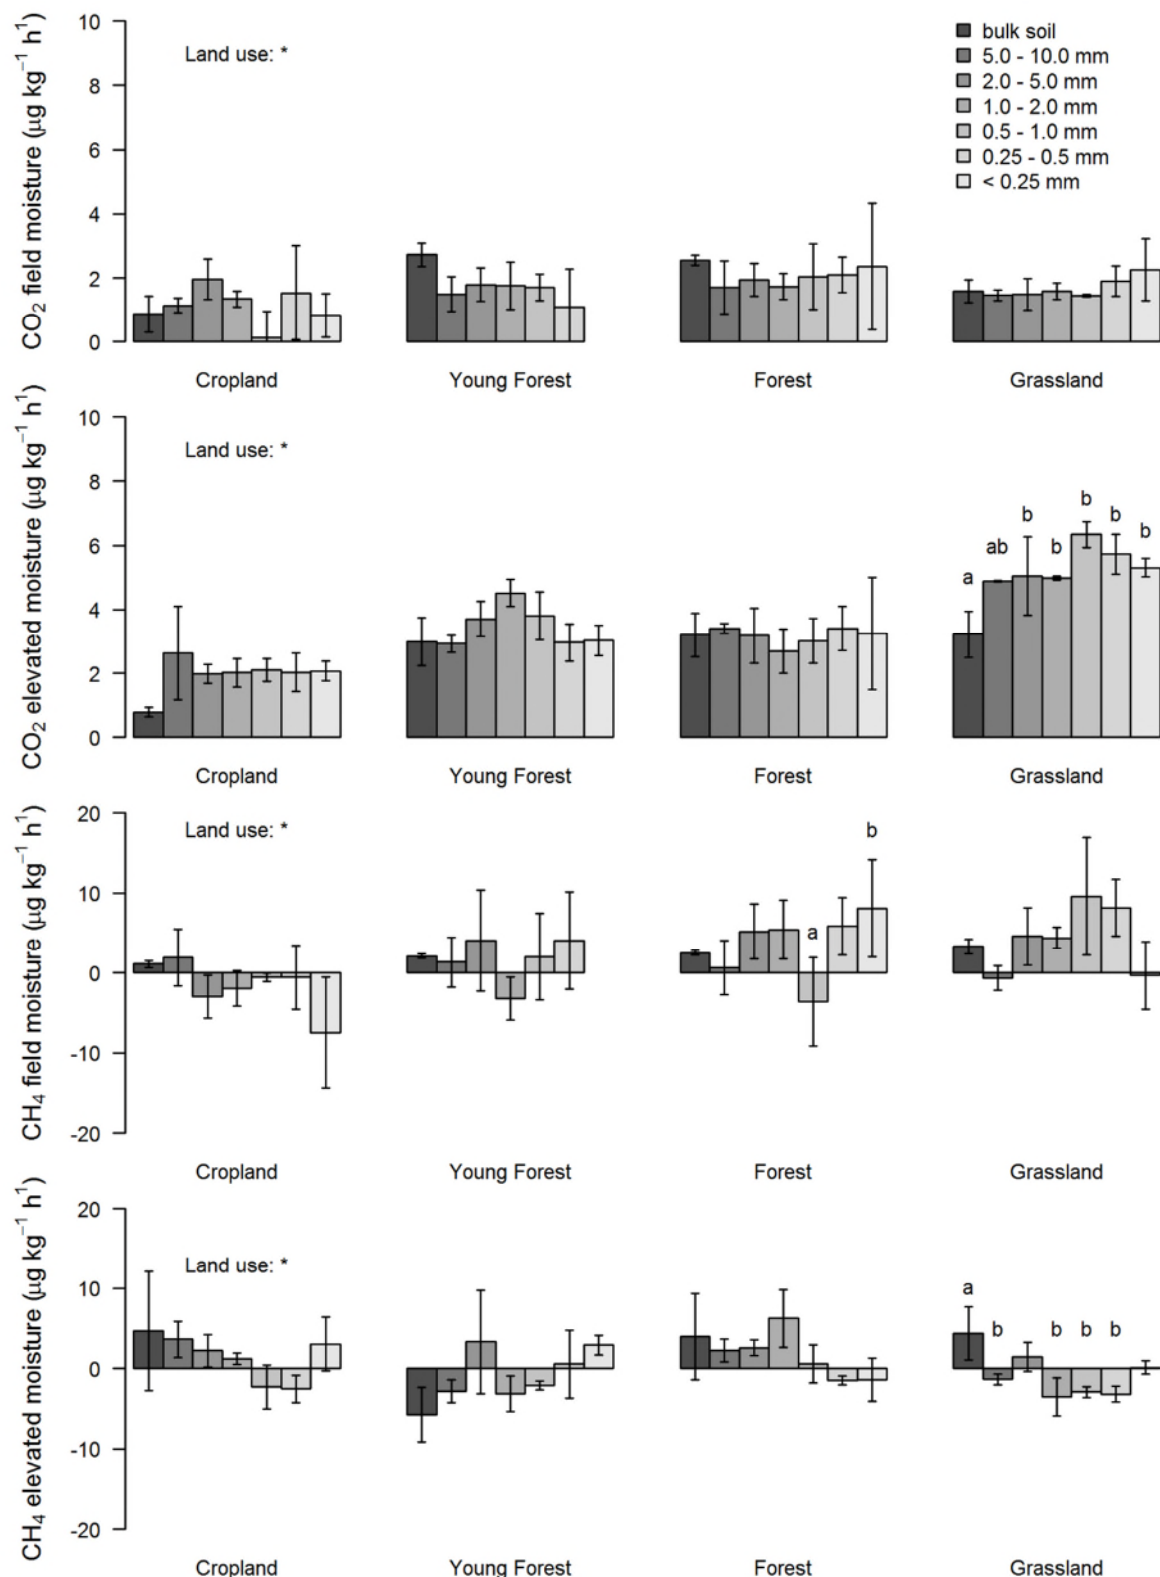 CO₂ field moisture (μg kg⁻¹ h¹)
10
8
6
4
2
0
Land use: *
bulk soil
5.0 - 10.0 mm
2.0 - 5.0 mm
1.0 - 2.0 mm
0.5 - 1.0 mm
0.25 - 0.5 mm
< 0.25 mm
Cropland Young Forest Forest Grassland
CO₂ elevated moisture (μg kg⁻¹ h¹)
10
8
6
4
2
0
Land use: *
a ab b b b b b
Cropland Young Forest Forest Grassland
CH₄ field moisture (μg kg⁻¹ h¹)
20
10
0
-10
-20
Land use: *
a b
Cropland Young Forest Forest Grassland
CH₄ elevated moisture (μg kg⁻¹ h¹)
20
10
0
-10
-20
Land use: *
a b b b b
Cropland Young Forest Forest Grassland